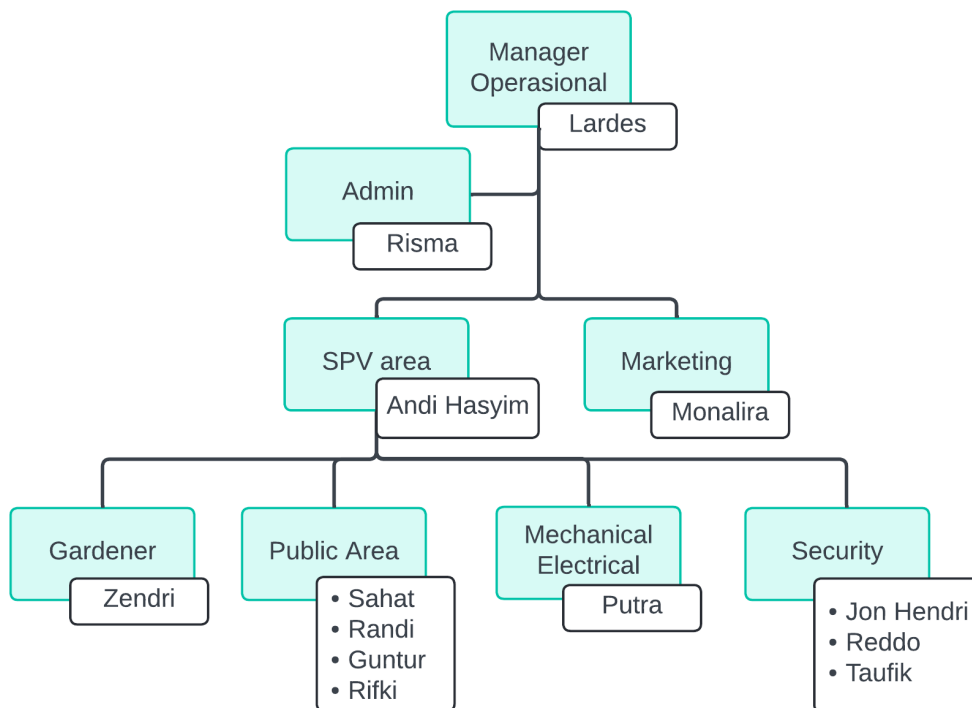 Manager
Operasional
Lardes
Admin
Risma
SPV area
Andi Hasyim
Marketing
Monalira
Gardener
Zendri
Public Area
• Sahat
• Randi
• Guntur
• Rifki
Mechanical
Electrical
Putra
Security
• Jon Hendri
• Reddo
• Taufik